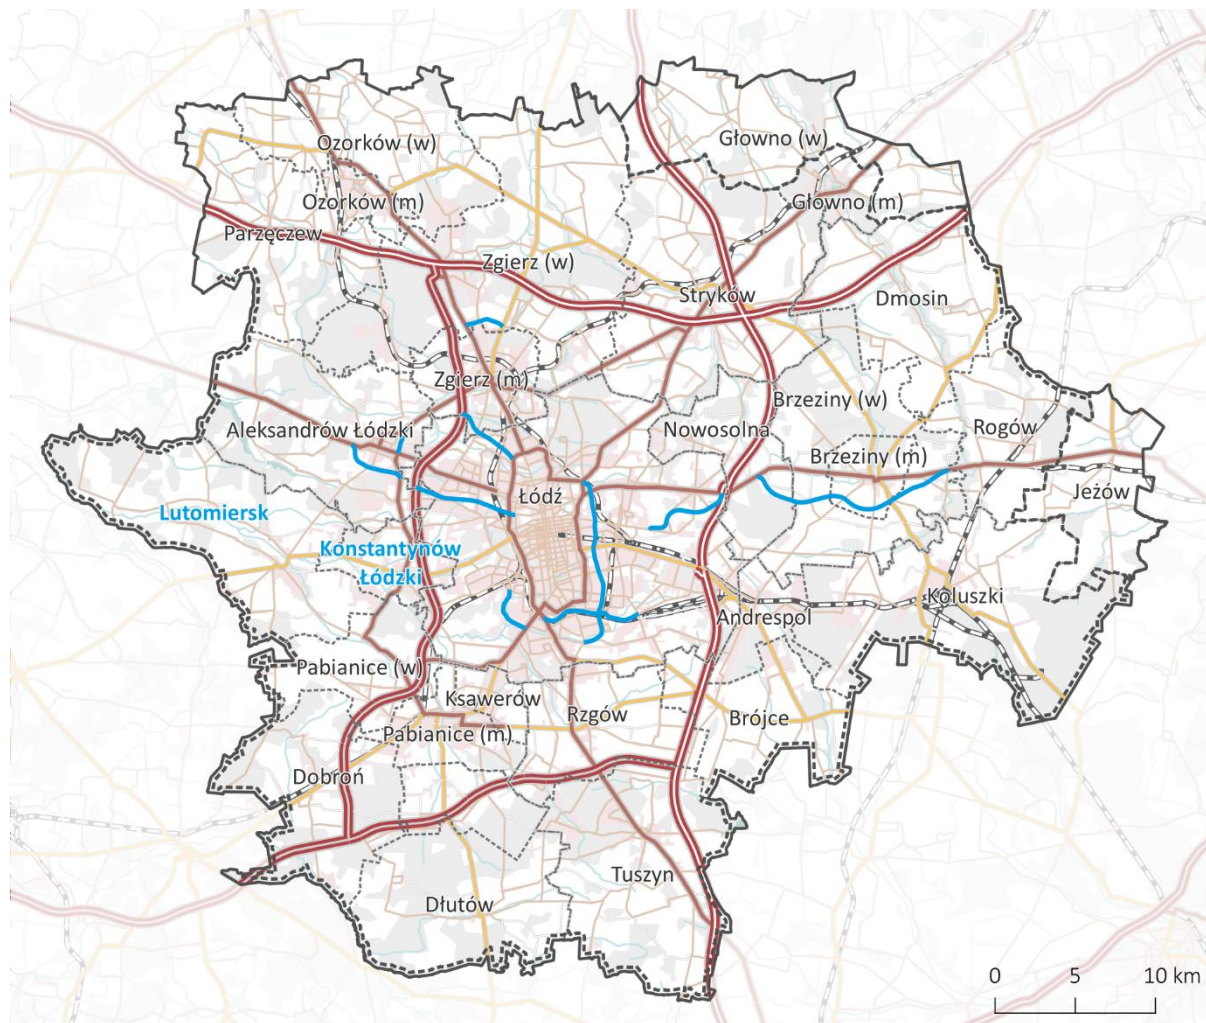 Głowno (w)
Ozorków (w)
Ozorków (m)
Głowno (m)
Parzęczew
Zgierz (w)
Stryków
Dmosin
Zgierz (m)
Brzeziny (w)
Aleksandrów Łódzki
Nowosolna
Rogów
Brzeziny (m)
Łódź
Jeżów
Lutomiersk
Konstantynów
Łódzki
Koluszki
Andrespol
Pabianice (w)
Ksawerów
Rzgów
Brójce
Pabianice (m)
Dobroń
Tuszyn
Dłutów
0 5 10 km